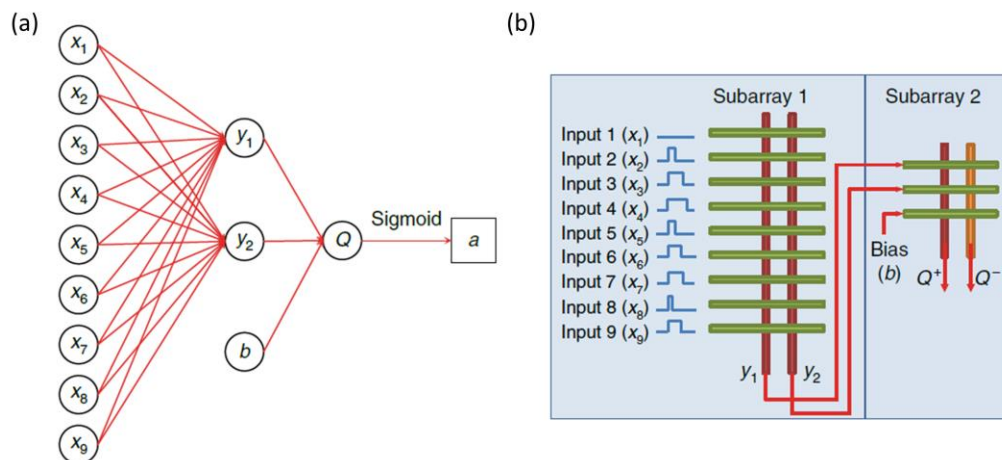 (a)
x1
x2
x3
x4
x5
x6
x7
x8
x9
y1
y2
b
Q
Sigmoid
a
(b)
Subarray 1
Subarray 2
Input 1 (x1)
Input 2 (x2)
Input 3 (x3)
Input 4 (x4)
Input 5 (x5)
Input 6 (x6)
Input 7 (x7)
Input 8 (x8)
Input 9 (x9)
y1
y2
Bias
(b)
Q+
Q−